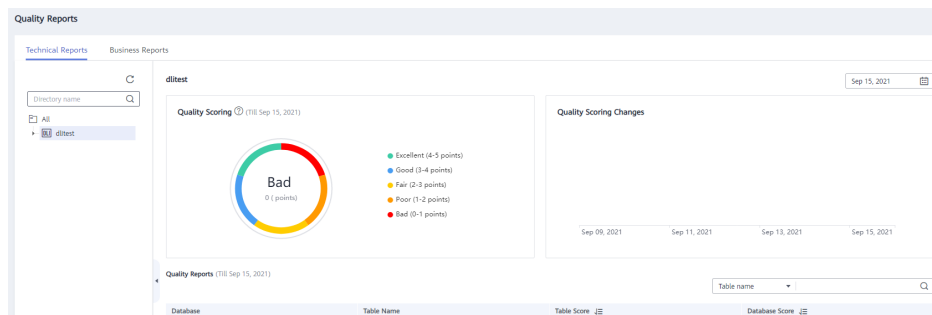 Quality Reports
Technical Reports Business Reports
Directory name
All
DLI dlitest
dlitest
Sep 15, 2021
Quality Scoring ? (Till Sep 15, 2021)
Bad
0 ( points)
Excellent (4-5 points)
Good (3-4 points)
Fair (2-3 points)
Poor (1-2 points)
Bad (0-1 points)
Quality Scoring Changes
Sep 09, 2021 Sep 11, 2021 Sep 13, 2021 Sep 15, 2021
Quality Reports (Till Sep 15, 2021)
Table name
Database Table Name Table Score Database Score